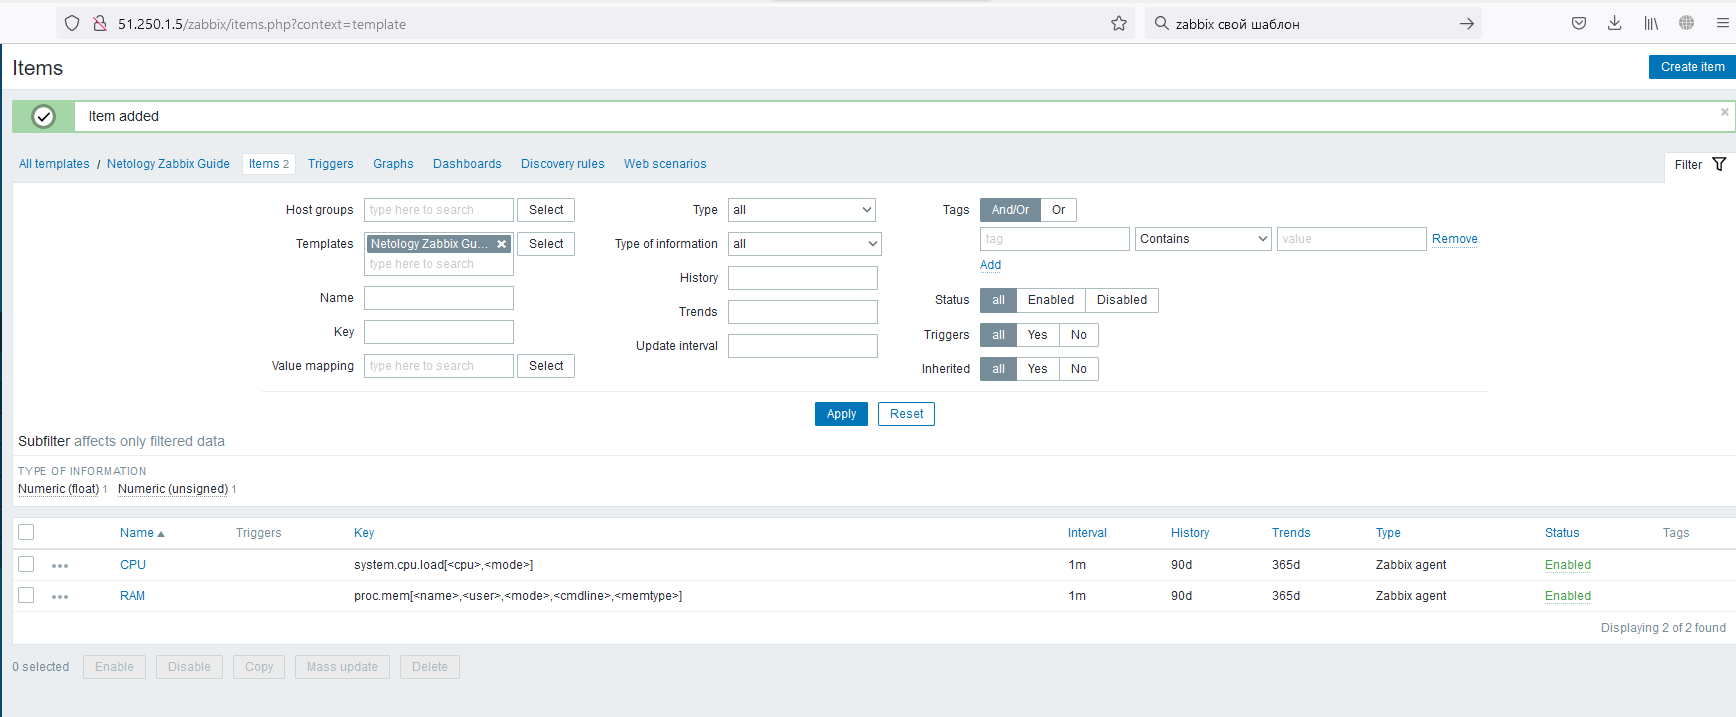 51.250.1.5/zabbix/items.php?context=template
zabbix свой шаблон
Items
Create item
Item added
All templates / Netology Zabbix Guide Items 2 Triggers Graphs Dashboards Discovery rules Web scenarios
Filter
Host groups type here to search Select
Templates Netology Zabbix Gu... Select
type here to search
Name
Key
Value mapping type here to search Select
Type all
Type of information all
History
Trends
Update interval
Tags And/Or Or
tag Contains value Remove
Add
Status all Enabled Disabled
Triggers all Yes No
Inherited all Yes No
Apply Reset
Subfilter affects only filtered data
TYPE OF INFORMATION
Numeric (float) 1 Numeric (unsigned) 1
Name Triggers Key Interval History Trends Type Status Tags
CPU system.cpu.load[<cpu>,<mode>] 1m 90d 365d Zabbix agent Enabled
RAM proc.mem[<name>,<user>,<mode>,<cmdline>,<memtype>] 1m 90d 365d Zabbix agent Enabled
Displaying 2 of 2 found
0 selected Enable Disable Copy Mass update Delete